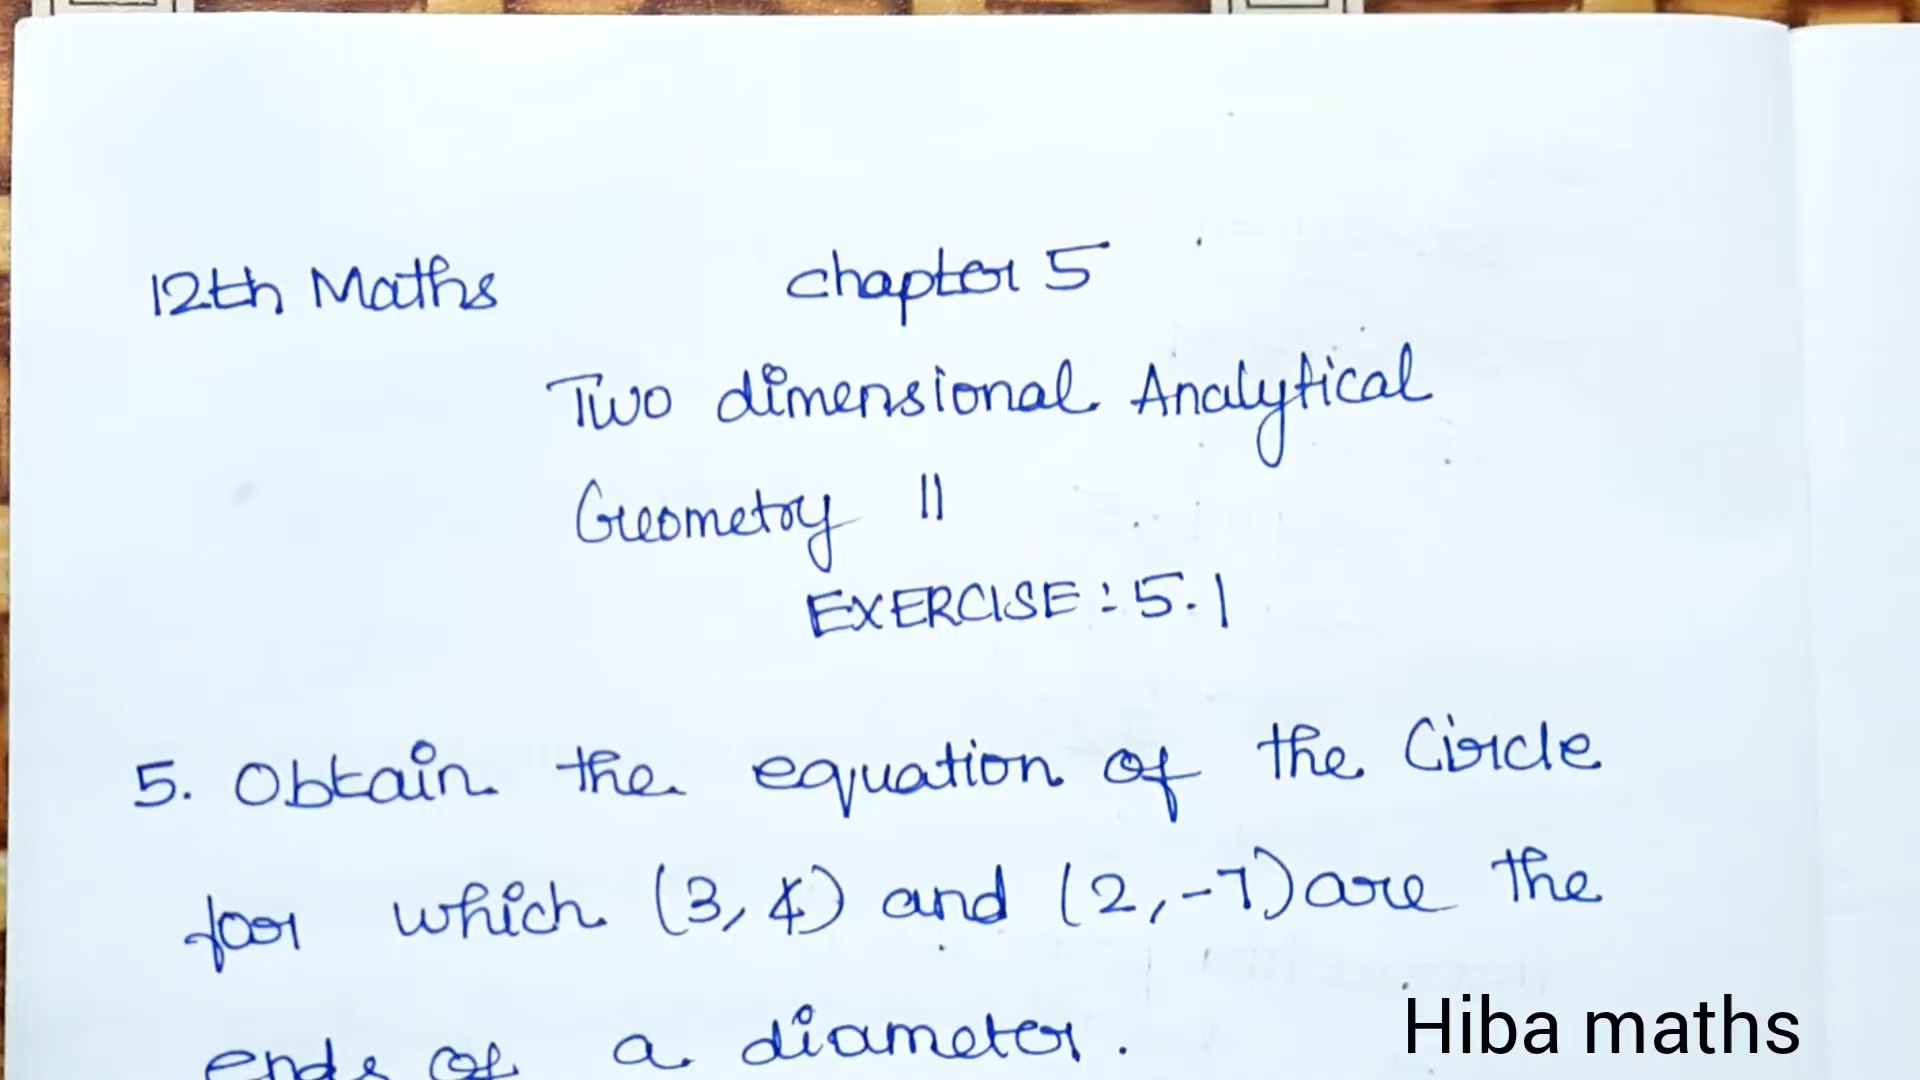 12th Maths chapter 5
Two dimensional Analytical
Geometry II
EXERCISE : 5.1
5. Obtain the equation of the Circle
for which (3, 4) and (2, -7) are the
ends of a diameter.
Hiba maths